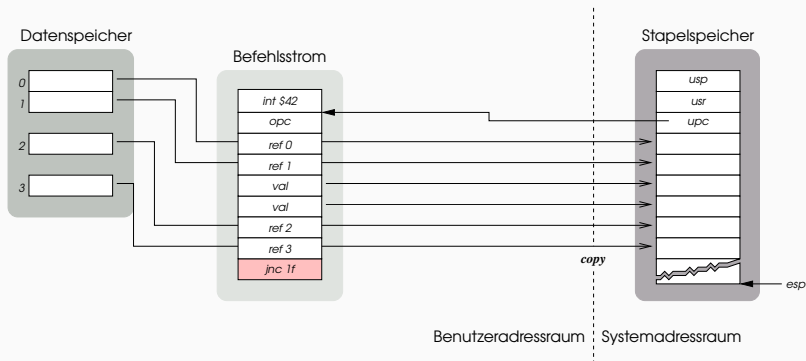 Datenspeicher
0
1
2
3
Befehlsstrom
int $42
opc
ref 0
ref 1
val
val
ref 2
ref 3
jnc 1f
Stapelspeicher
usp
usr
upc
copy
esp
Benutzeradressraum
Systemadressraum